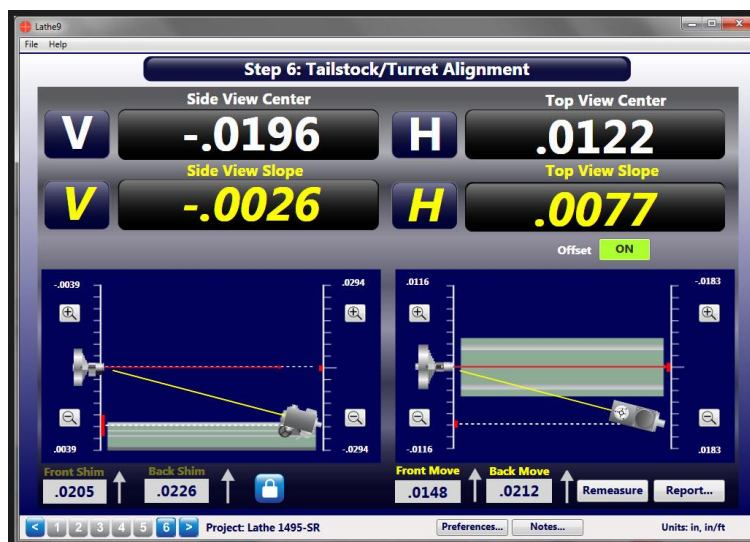 Lathe9
File Help
Step 6: Tailstock/Turret Alignment
Side View Center
Top View Center
V -.0196 H .0122
Side View Slope
Top View Slope
V -.0026 H .0077
Offset ON
-.0039 .0294 .0116 -.0183
.0039 -.0294 -.0116 .0183
Front Shim Back Shim Front Move Back Move
.0205 .0226 .0148 .0212 Remeasure Report...
< 1 2 3 4 5 6 > Project: Lathe 1495-SR Preferences... Notes... Units: in, in/ft